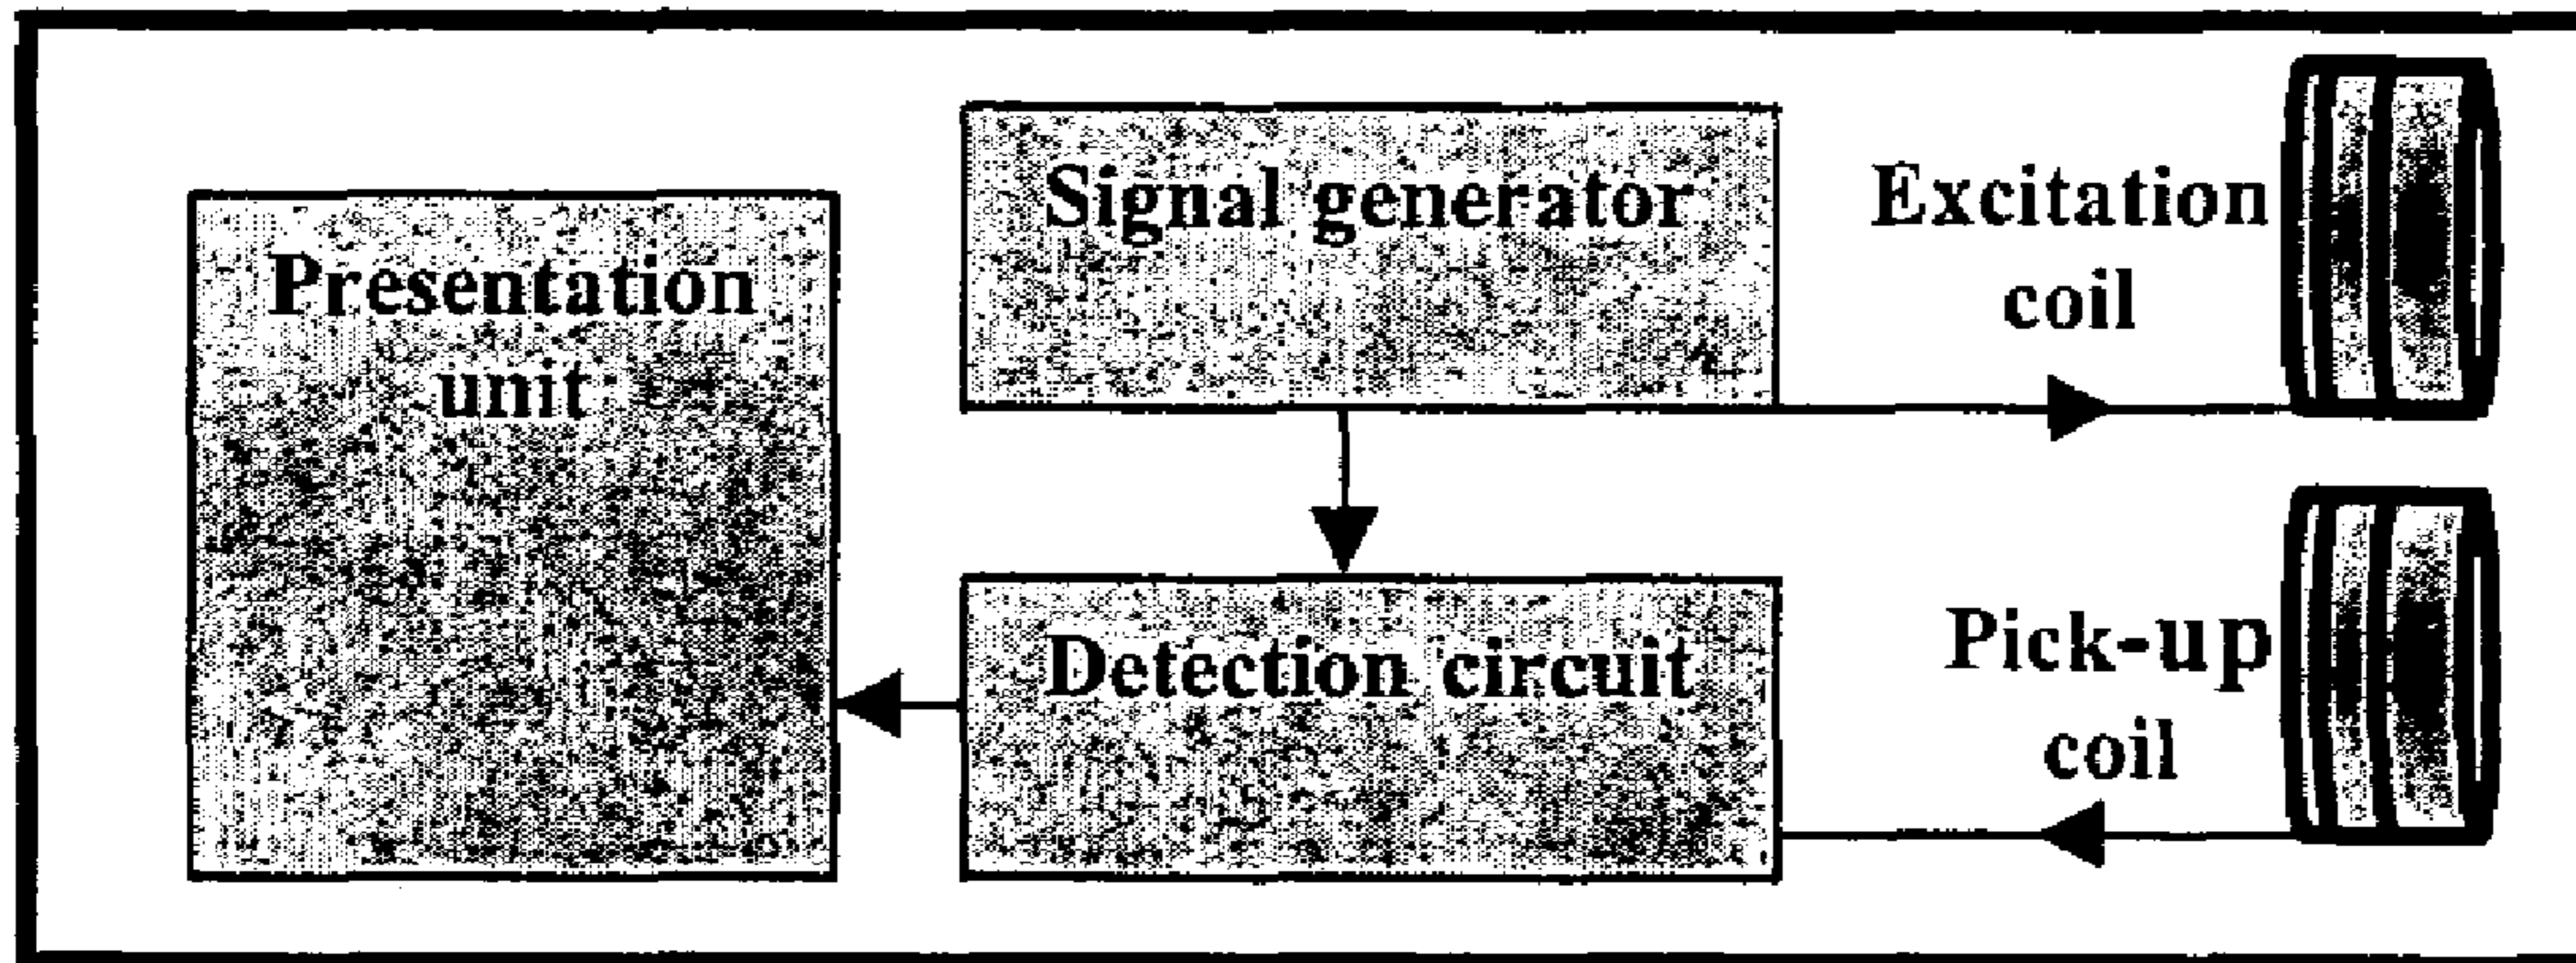 Presentation
unit
Signal generator
Excitation
coil
Detection circuit
Pick-up
coil